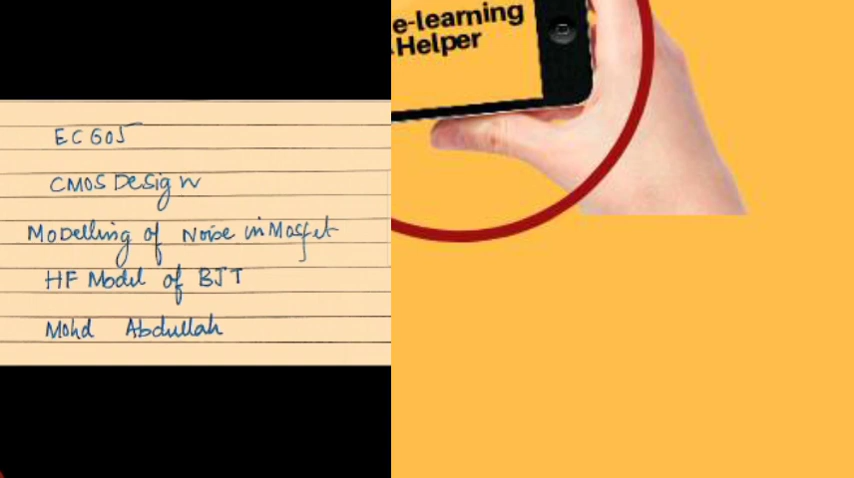 EC605
CMOS Design
Modelling of Noise in Mosfet
HF Model of BJT
Mohd Abdullah
e-learning
Helper